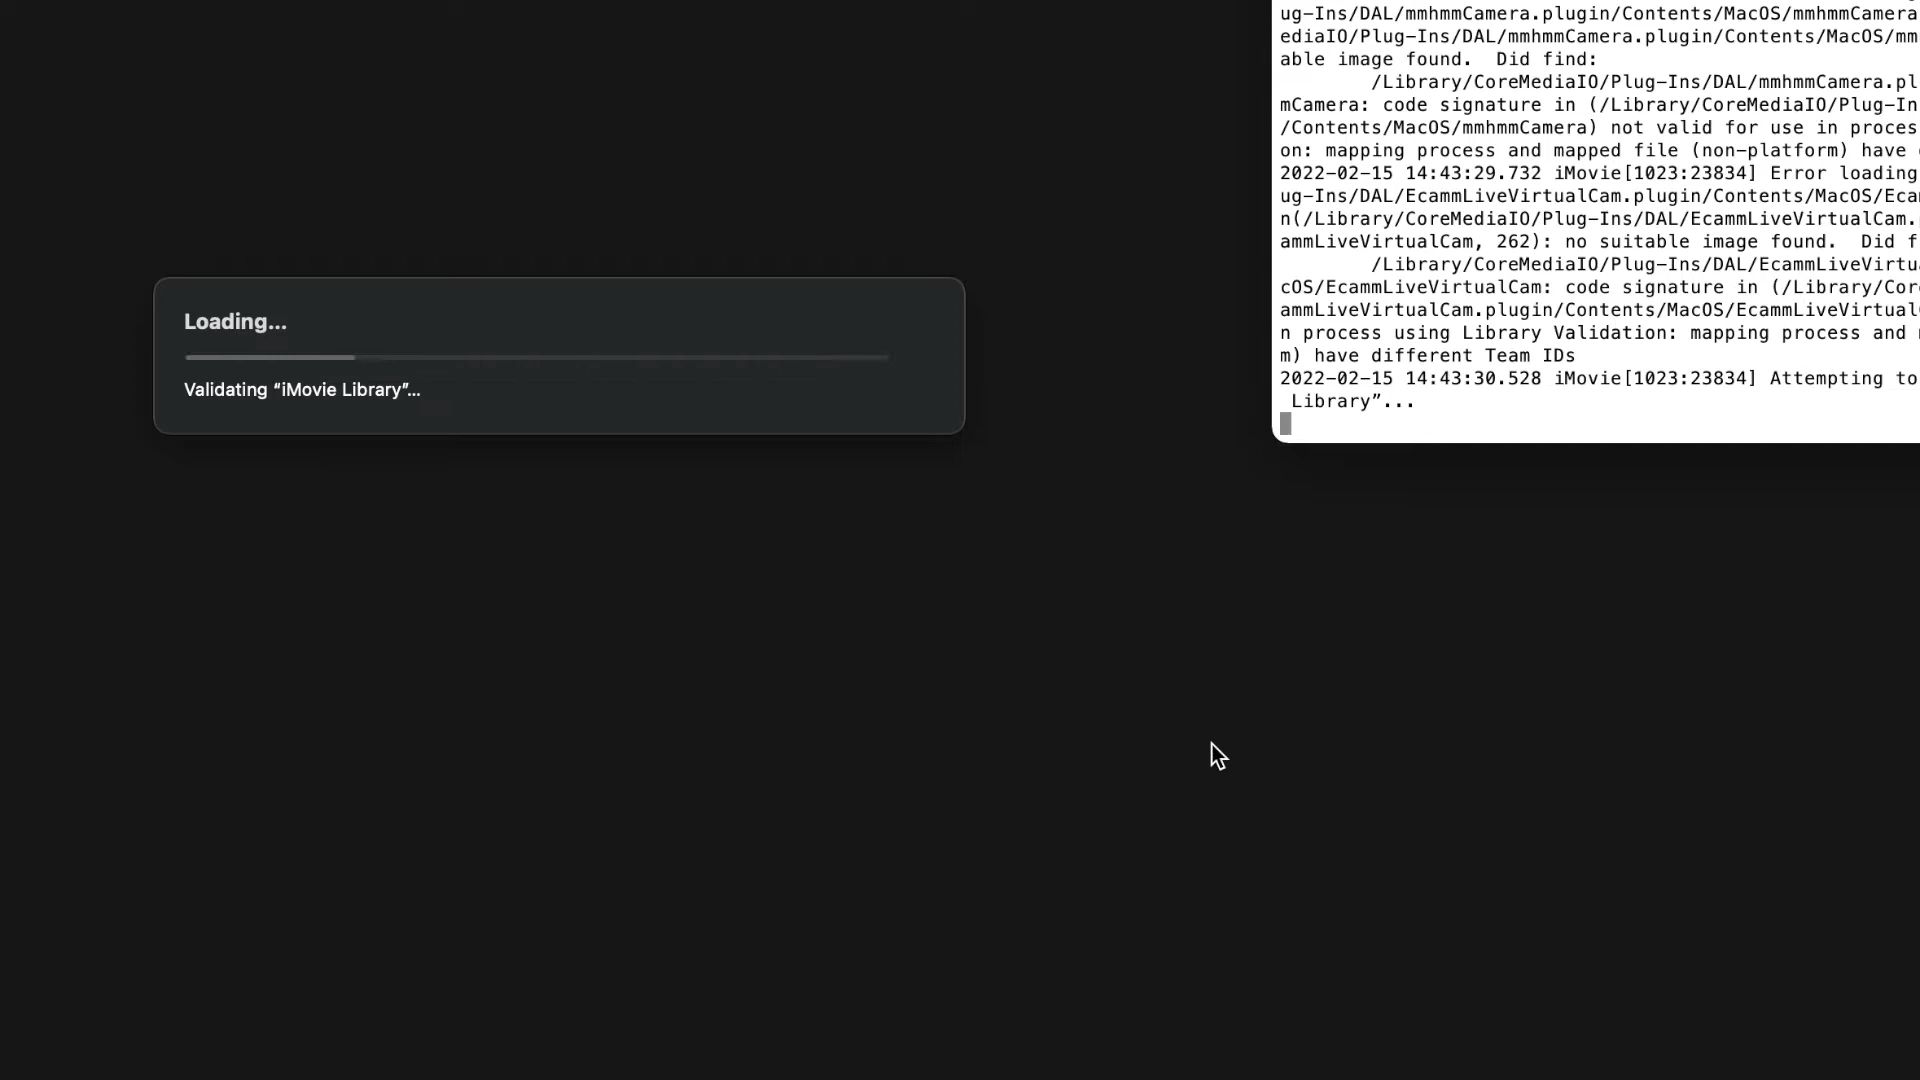 Loading...
Validating “iMovie Library”...
ug-Ins/DAL/mmhmmCamera.plugin/Contents/MacOS/mmhmmCamera
ediaIO/Plug-Ins/DAL/mmhmmCamera.plugin/Contents/MacOS/mm
able image found.  Did find:
/Library/CoreMediaIO/Plug-Ins/DAL/mmhmmCamera.pl
mCamera: code signature in (/Library/CoreMediaIO/Plug-In
/Contents/MacOS/mmhmmCamera) not valid for use in proces
on: mapping process and mapped file (non-platform) have
2022-02-15 14:43:29.732 iMovie[1023:23834] Error loading
ug-Ins/DAL/EcammLiveVirtualCam.plugin/Contents/MacOS/Eca
n(/Library/CoreMediaIO/Plug-Ins/DAL/EcammLiveVirtualCam.
ammLiveVirtualCam, 262): no suitable image found.  Did f
/Library/CoreMediaIO/Plug-Ins/DAL/EcammLiveVirtu
cOS/EcammLiveVirtualCam: code signature in (/Library/Cor
ammLiveVirtualCam.plugin/Contents/MacOS/EcammLiveVirtual
n process using Library Validation: mapping process and
m) have different Team IDs
2022-02-15 14:43:30.528 iMovie[1023:23834] Attempting to
Library”...